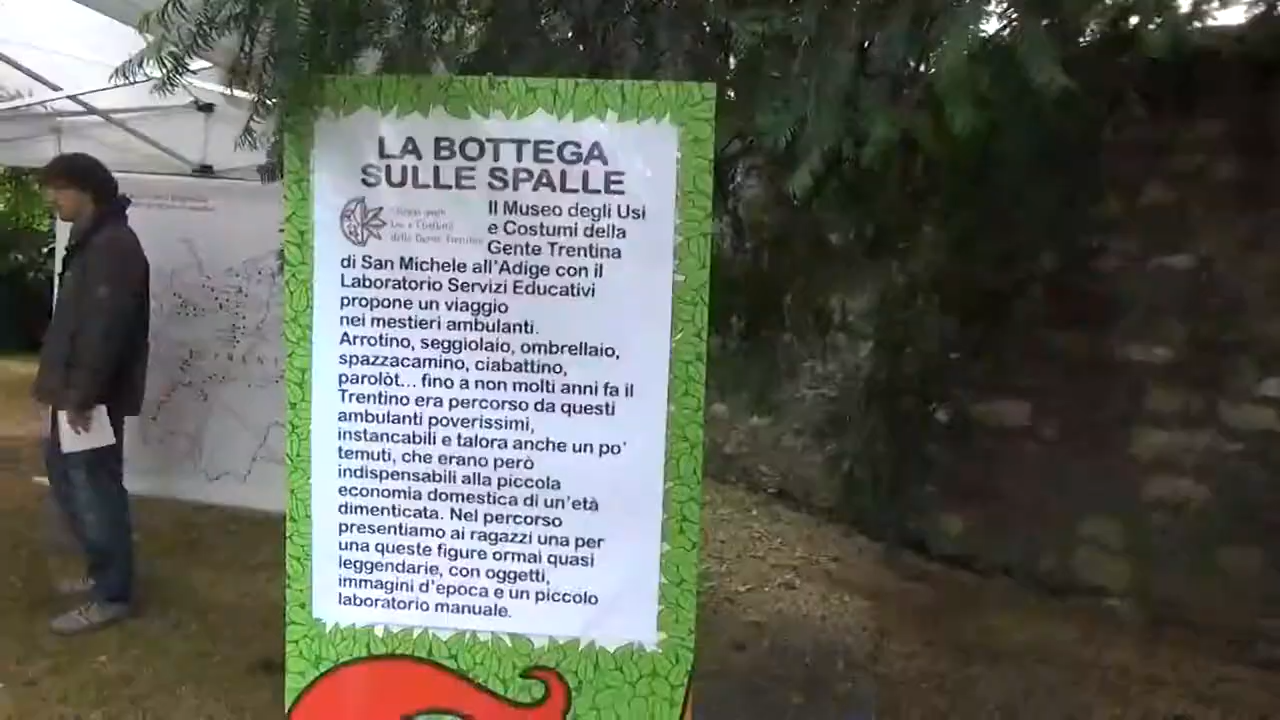 LA BOTTEGA
SULLE SPALLE
Il Museo degli Usi
e Costumi della
Gente Trentina
di San Michele all'Adige con il
Laboratorio Servizi Educativi
propone un viaggio
nei mestieri ambulanti.
Arrotino, seggiolaio, ombrellaio,
spazzacamino, ciabattino,
parolòt... fino a non molti anni fa il
Trentino era percorso da questi
ambulanti poverissimi,
instancabili e talora anche un po'
temuti, che erano però
indispensabili alla piccola
economia domestica di un'età
dimenticata. Nel percorso
presentiamo ai ragazzi una per
una queste figure ormai quasi
leggendarie, con oggetti,
immagini d'epoca e un piccolo
laboratorio manuale.